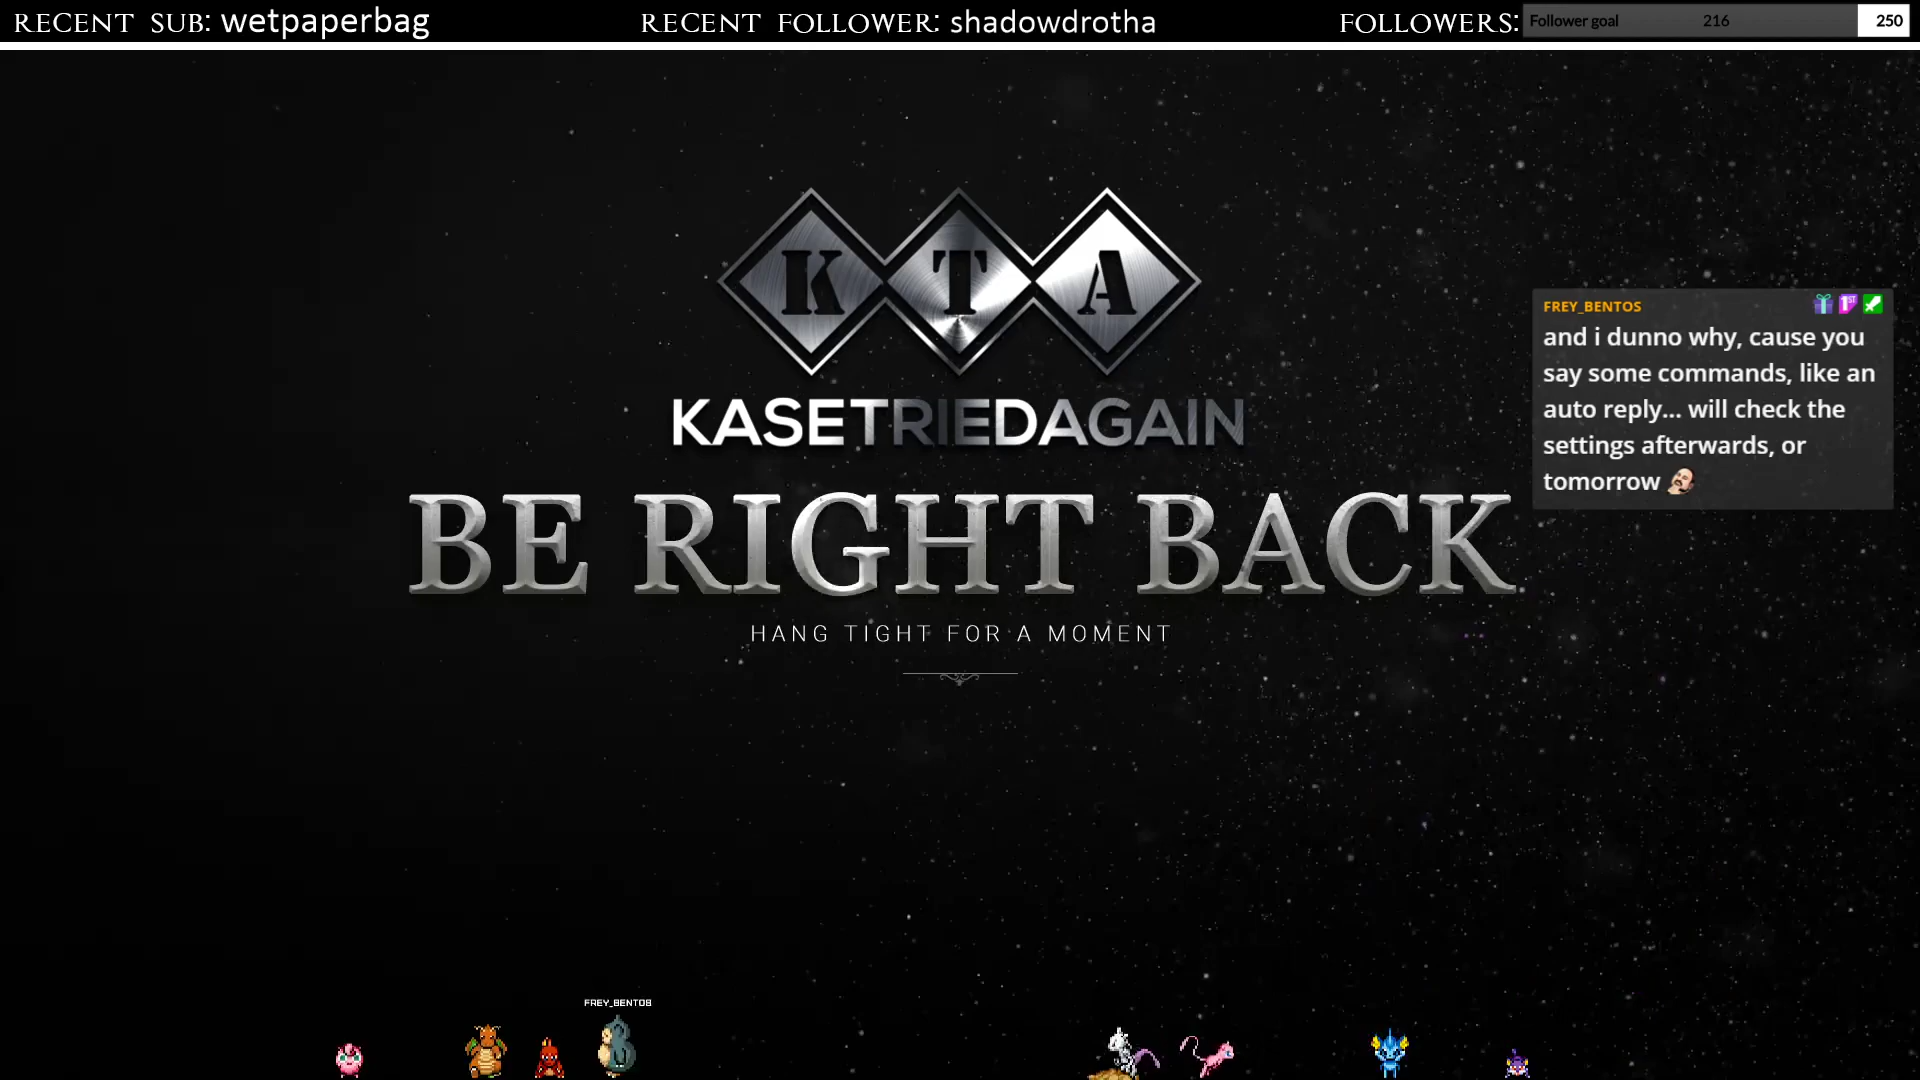 RECENT SUB: wetpaperbag
RECENT FOLLOWER: shadowdrotha
FOLLOWERS:
Follower goal 216 250
K T A
KASETRIEDAGAIN
BE RIGHT BACK
HANG TIGHT FOR A MOMENT
FREY_BENTOS
1ST
and i dunno why, cause you
say some commands, like an
auto reply... will check the
settings afterwards, or
tomorrow
FREY_BENTOS